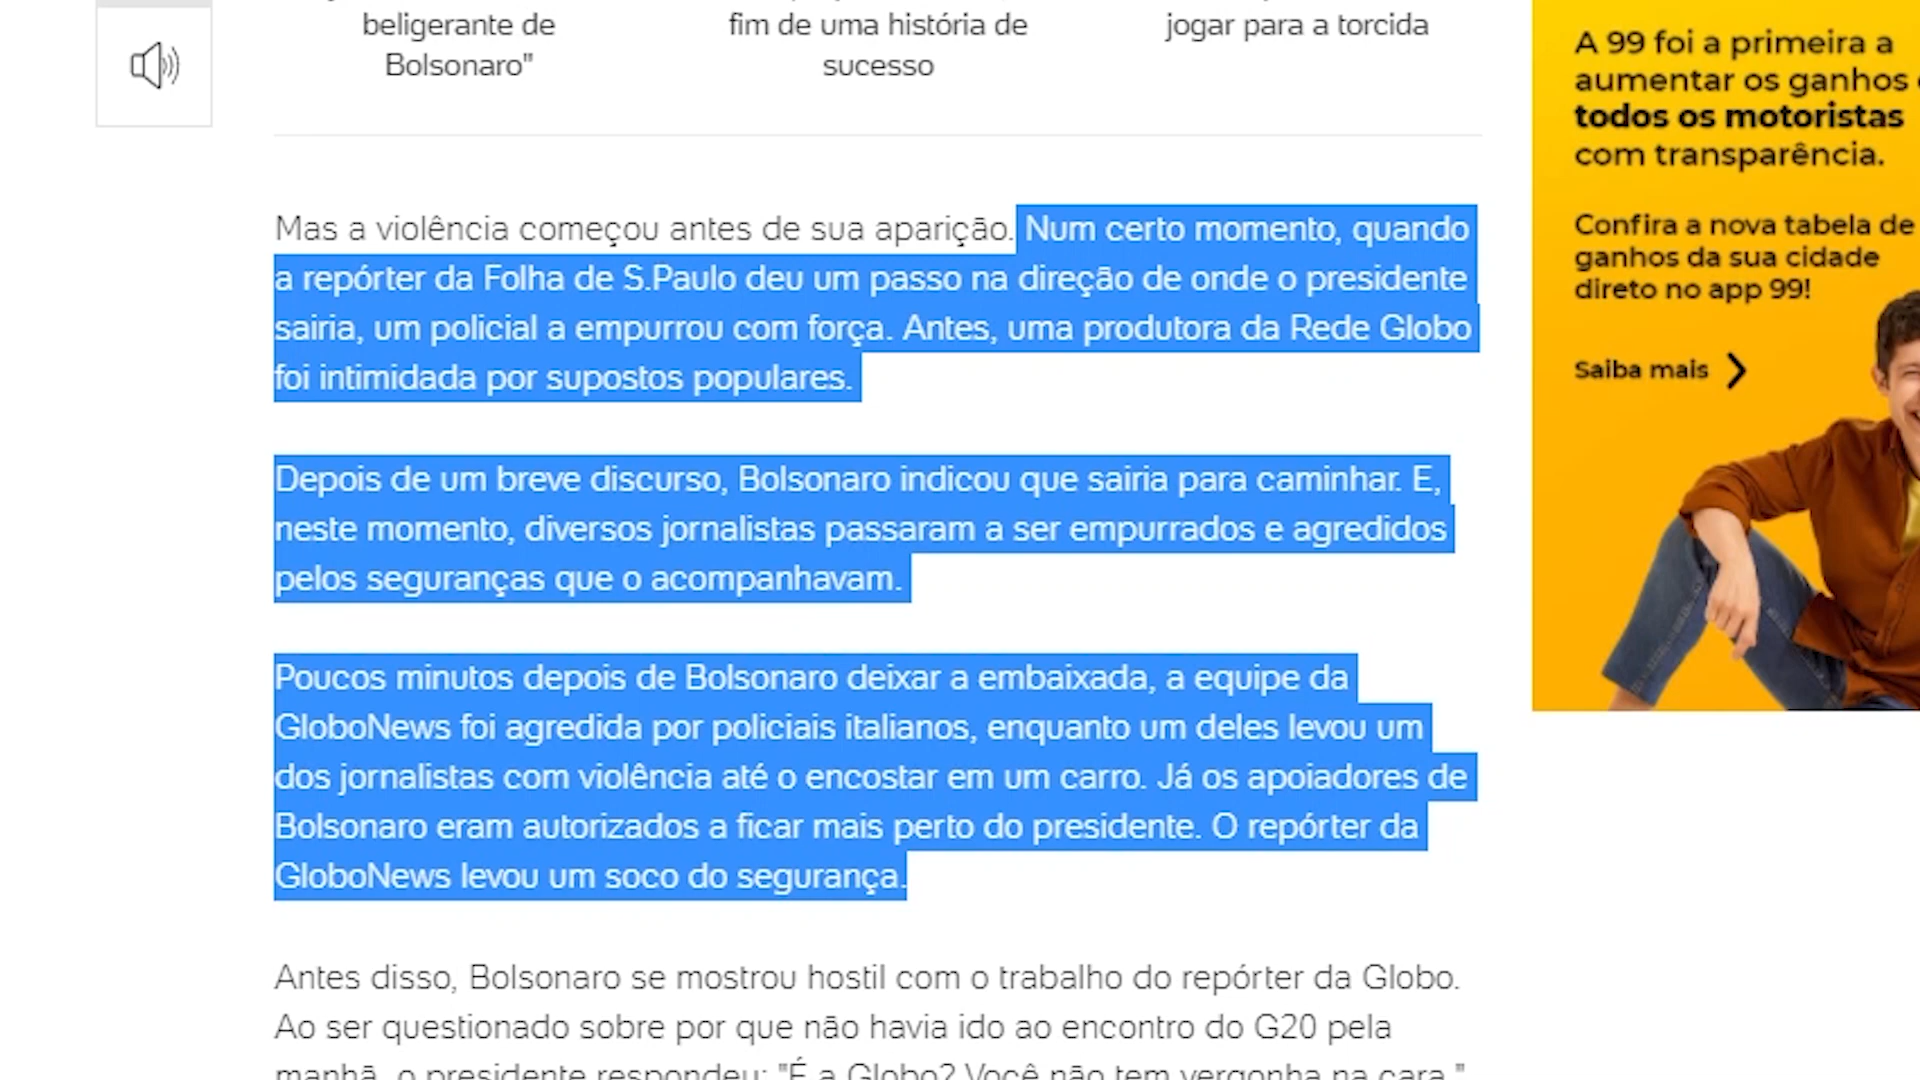 beligerante de
Bolsonaro"
fim de uma história de
sucesso
jogar para a torcida
Mas a violência começou antes de sua aparição. Num certo momento, quando
a repórter da Folha de S.Paulo deu um passo na direção de onde o presidente
sairia, um policial a empurrou com força. Antes, uma produtora da Rede Globo
foi intimidada por supostos populares.
Depois de um breve discurso, Bolsonaro indicou que sairia para caminhar. E,
neste momento, diversos jornalistas passaram a ser empurrados e agredidos
pelos seguranças que o acompanhavam.
Poucos minutos depois de Bolsonaro deixar a embaixada, a equipe da
GloboNews foi agredida por policiais italianos, enquanto um deles levou um
dos jornalistas com violência até o encostar em um carro. Já os apoiadores de
Bolsonaro eram autorizados a ficar mais perto do presidente. O repórter da
GloboNews levou um soco do segurança.
Antes disso, Bolsonaro se mostrou hostil com o trabalho do repórter da Globo.
Ao ser questionado sobre por que não havia ido ao encontro do G20 pela
manhã, o presidente respondeu: "É a Globo? Você não tem vergonha na cara."
A 99 foi a primeira a
aumentar os ganhos
todos os motoristas
com transparência.
Confira a nova tabela de
ganhos da sua cidade
direto no app 99!
Saiba mais